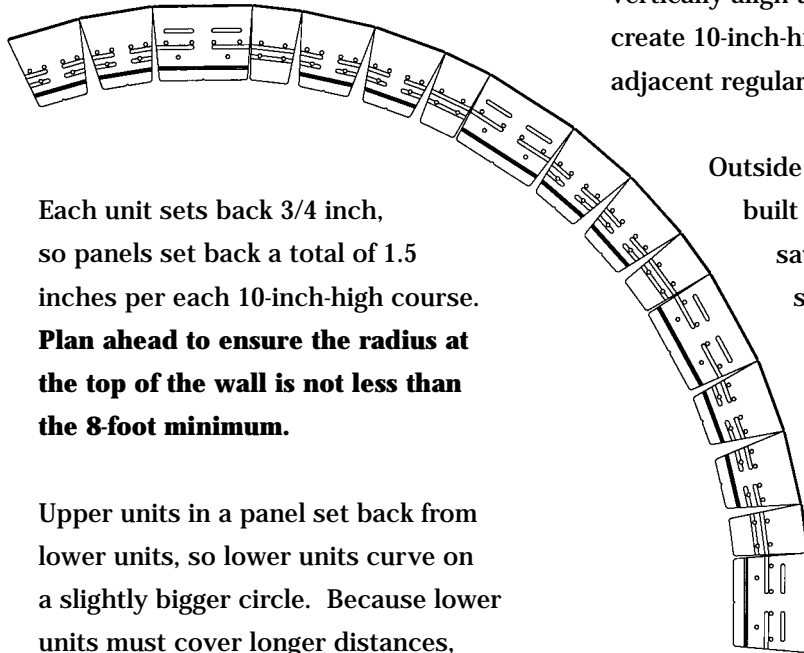 vertically align
create 10-inch-hi
adjacent regular
Outside
built
sa
s
Each unit sets back 3/4 inch,
so panels set back a total of 1.5
inches per each 10-inch-high course.
Plan ahead to ensure the radius at
the top of the wall is not less than
the 8-foot minimum.
Upper units in a panel set back from
lower units, so lower units curve on
a slightly bigger circle. Because lower
units must cover longer distances,